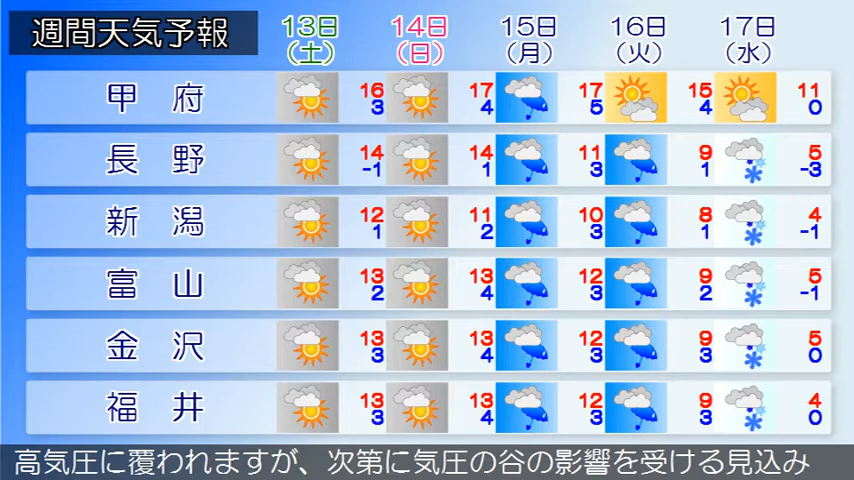 週間天気予報
13日 14日 15日 16日 17日
(土) (日) (月) (火) (水)
甲府 16 3 17 4 17 5 15 4 11 0
長野 14 -1 14 1 11 3 9 1 5 -3
新潟 12 1 11 2 10 3 8 1 4 -1
富山 13 2 13 4 12 3 9 2 5 -1
金沢 13 3 13 4 12 3 9 3 5 0
福井 13 3 13 4 12 3 9 3 4 0
高気圧に覆われますが、次第に気圧の谷の影響を受ける見込み